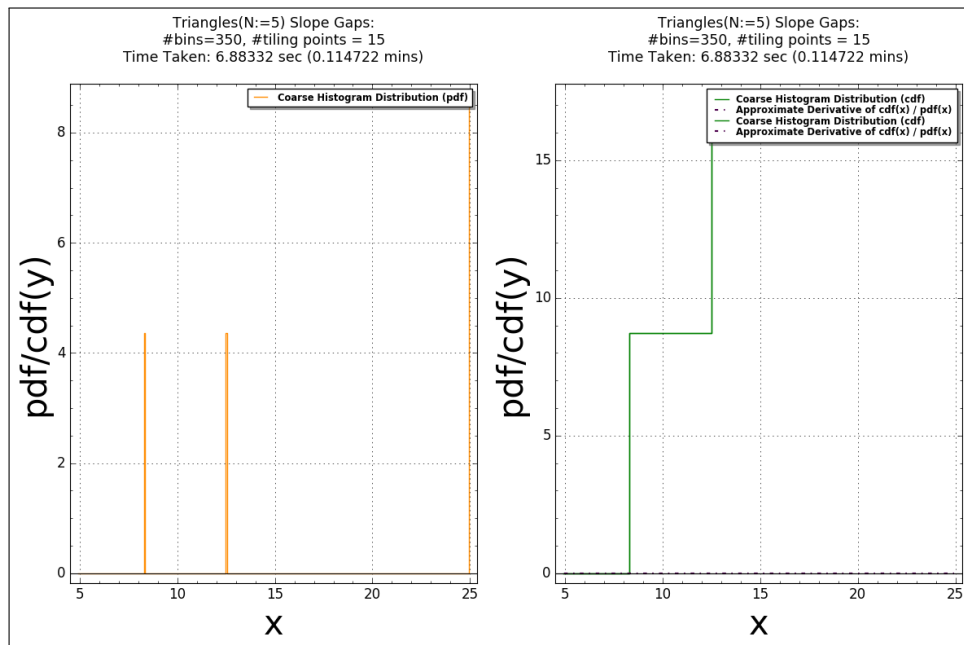 Triangles(N:=5) Slope Gaps:
#bins=350, #tiling points = 15
Time Taken: 6.88332 sec (0.114722 mins)
Coarse Histogram Distribution (pdf)
8
6
4
2
0
pdf/cdf(y)
5
10
15
20
25
x
Triangles(N:=5) Slope Gaps:
#bins=350, #tiling points = 15
Time Taken: 6.88332 sec (0.114722 mins)
Coarse Histogram Distribution (cdf)
Approximate Derivative of cdf(x) / pdf(x)
Coarse Histogram Distribution (cdf)
Approximate Derivative of cdf(x) / pdf(x)
15
10
5
0
pdf/cdf(y)
5
10
15
20
25
x